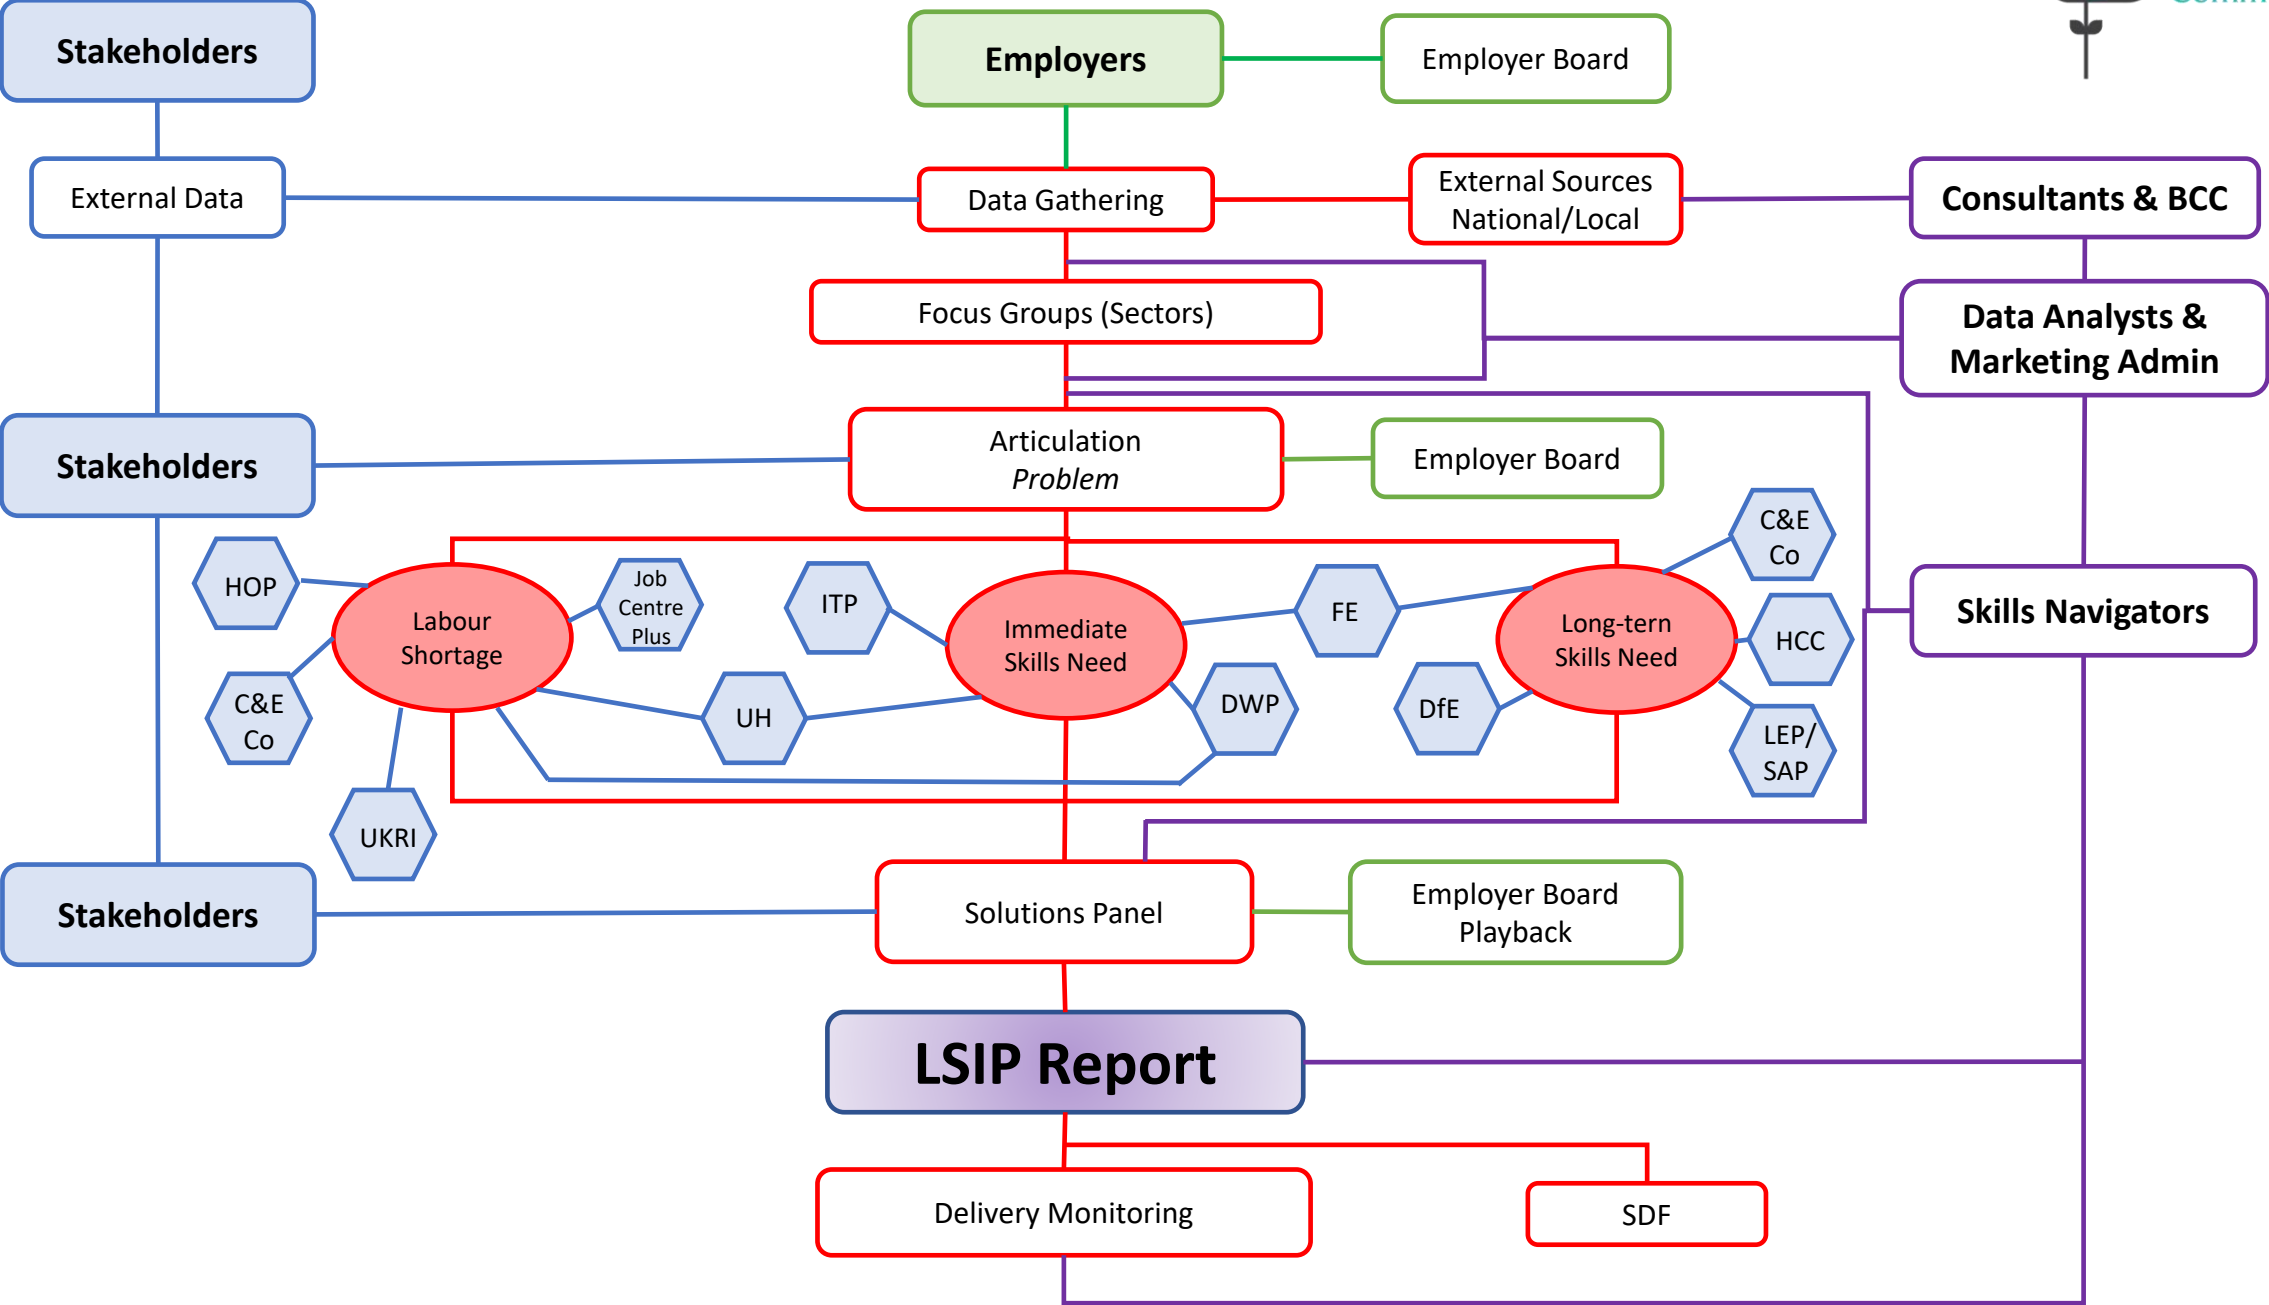 Stakeholders
Employers
Employer Board
External Data
Data Gathering
External Sources
National/Local
Consultants & BCC
Focus Groups (Sectors)
Data Analysts &
Marketing Admin
Stakeholders
Articulation
Problem
Employer Board
HOP
Labour
Shortage
Job
Centre
Plus
ITP
Immediate
Skills Need
FE
Long-tern
Skills Need
C&E
Co
HCC
Skills Navigators
C&E
Co
UH
DWP
DfE
LEP/
SAP
UKRI
Stakeholders
Solutions Panel
Employer Board
Playback
LSIP Report
Delivery Monitoring
SDF